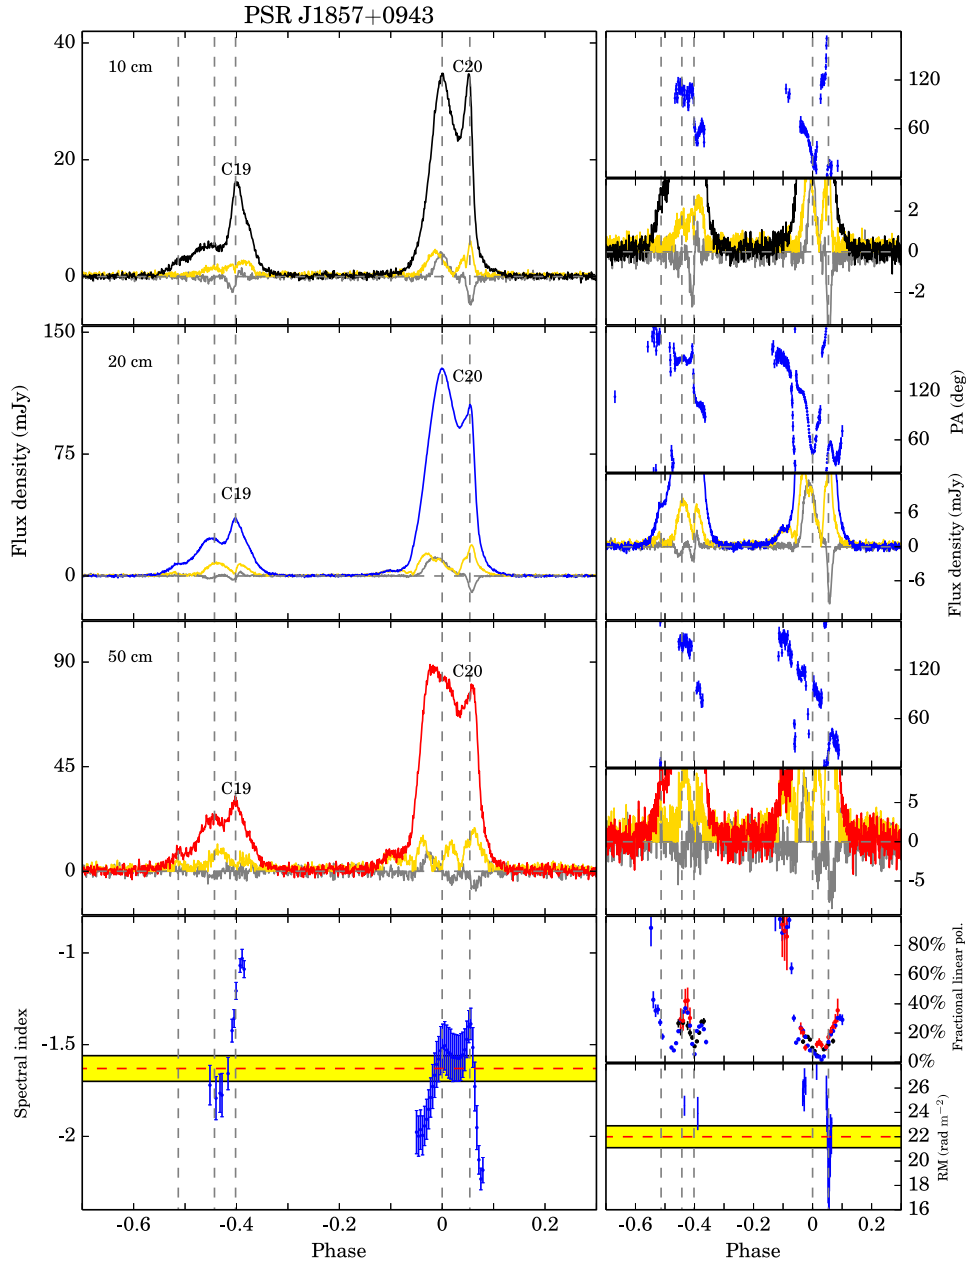 PSR J1857+0943
10 cm
C19
C20
40
20
0
120
60
2
0
-2
20 cm
C19
C20
150
75
0
Flux density (mJy)
120
60
PA (deg)
6
0
-6
Flux density (mJy)
50 cm
C19
C20
90
45
0
120
60
5
0
-5
-1
-1.5
-2
Spectral index
80%
60%
40%
20%
0%
Fractional linear pol.
26
24
22
20
18
16
RM (rad m⁻²)
-0.6 -0.4 -0.2 0 0.2
Phase
-0.6 -0.4 -0.2 0 0.2
Phase